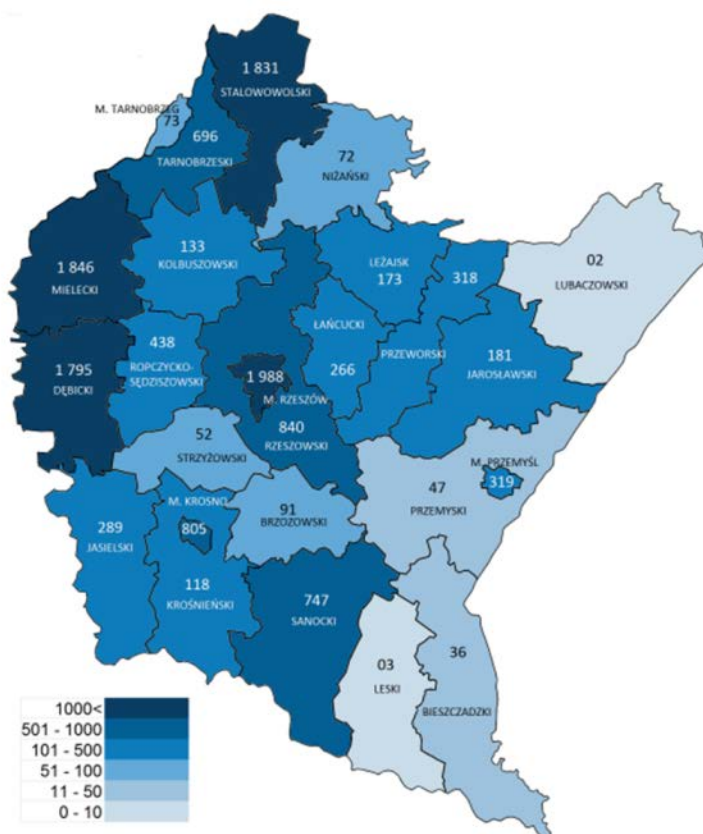 1 831
STALOWOWOLSKI
M. TARNOBRZEG
73
696
TARNOBRZESKI
72
NIŻAŃSKI
133
KOLBUSZOWSKI
1 846
MIELECKI
LEŻAJSK
173
318
02
LUBACZOWSKI
ŁAŃCUCKI
266
PRZEWORSKI
181
JAROSŁAWSKI
438
ROPCZYCKO-
SĘDZISZOWSKI
1 795
DĘBICKI
1 988
M. RZESZÓW
840
RZESZOWSKI
52
STRZYŻOWSKI
M. PRZEMYŚL
319
47
PRZEMYSKI
M. KROSNO
805
91
BRZOZOWSKI
289
JASIELSKI
118
KROŚNIEŃSKI
747
SANOCKI
03
LESKI
36
BIESZCZADZKI
1000<
501 - 1000
101 - 500
51 - 100
11 - 50
0 - 10